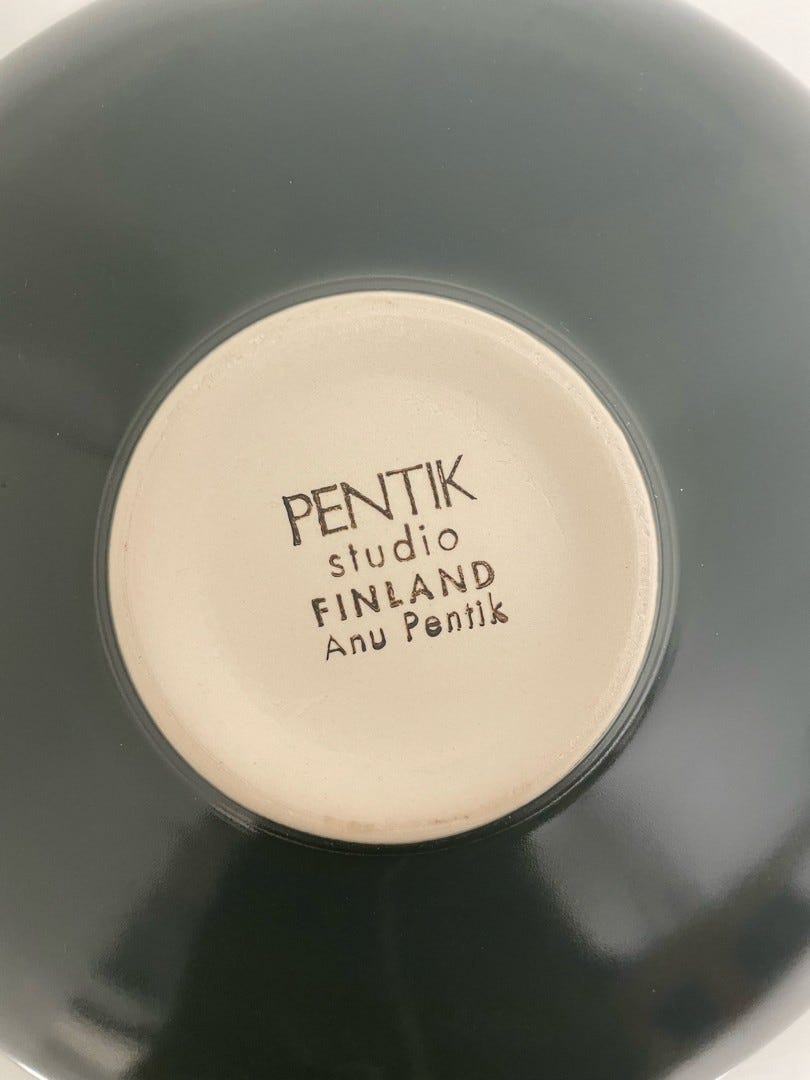 PENTIK
studio
FINLAND
Anu Pentik